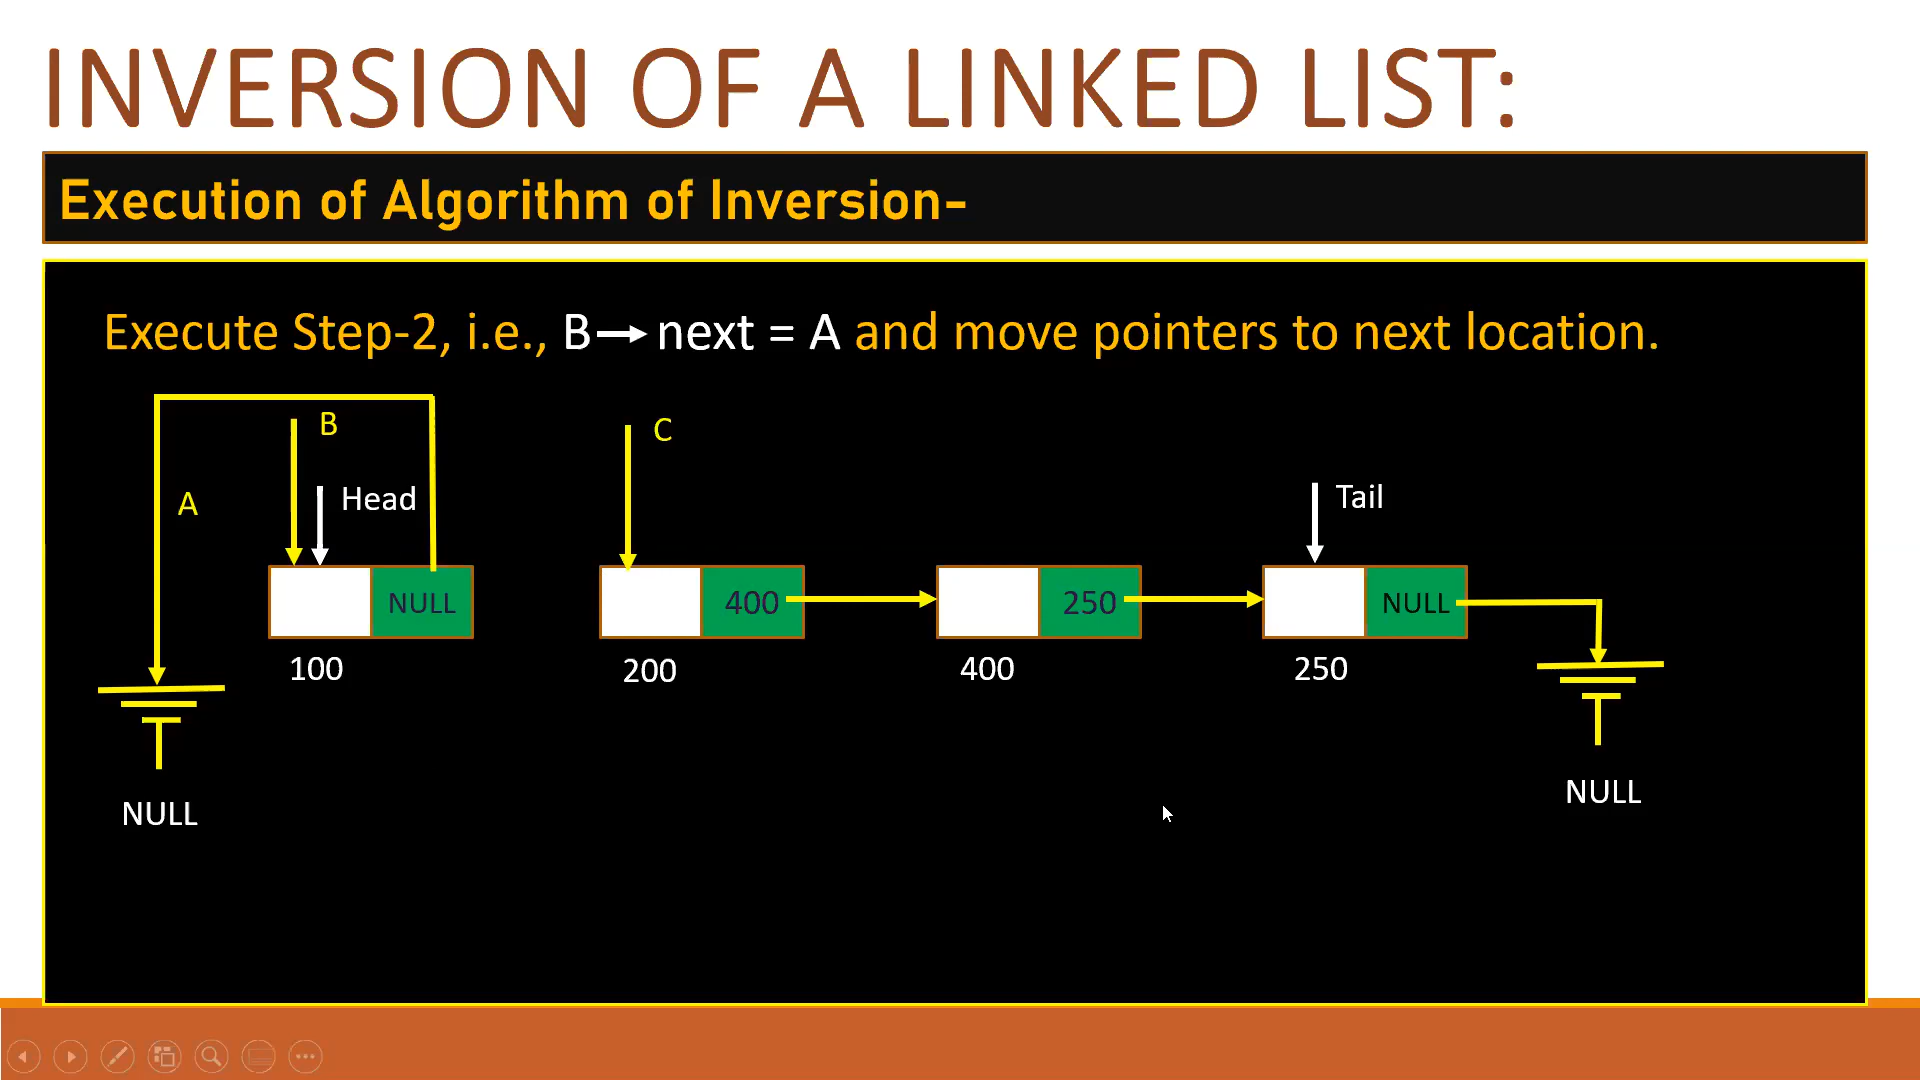 INVERSION OF A LINKED LIST:
Execution of Algorithm of Inversion-
Execute Step-2, i.e., B→next = A and move pointers to next location.
B
C
A
Head
Tail
NULL
400
250
NULL
100
200
400
250
NULL
NULL